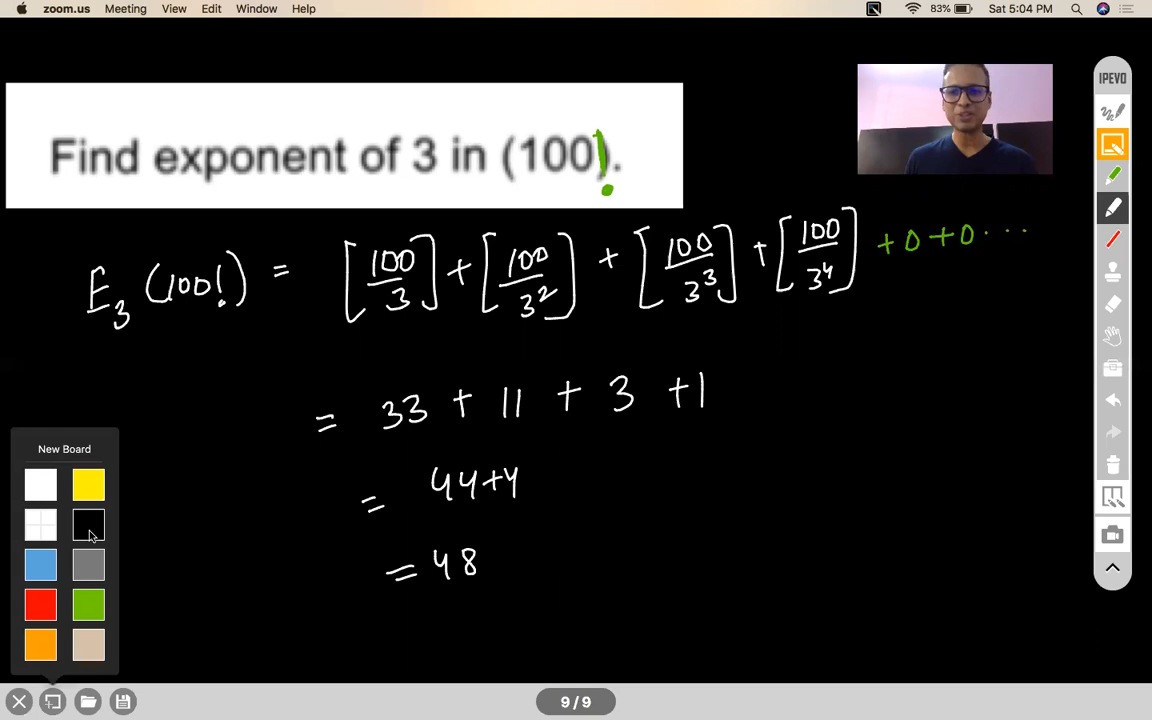 zoom.us Meeting View Edit Window Help 83% Sat 5:04 PM
IPEVO
Find exponent of 3 in (100)!.
E₃ (100!) = [100/3] + [100/3²] + [100/3³] + [100/3⁴] + 0 + 0 ...
= 33 + 11 + 3 + 1
= 44+4
= 48
New Board
9 / 9